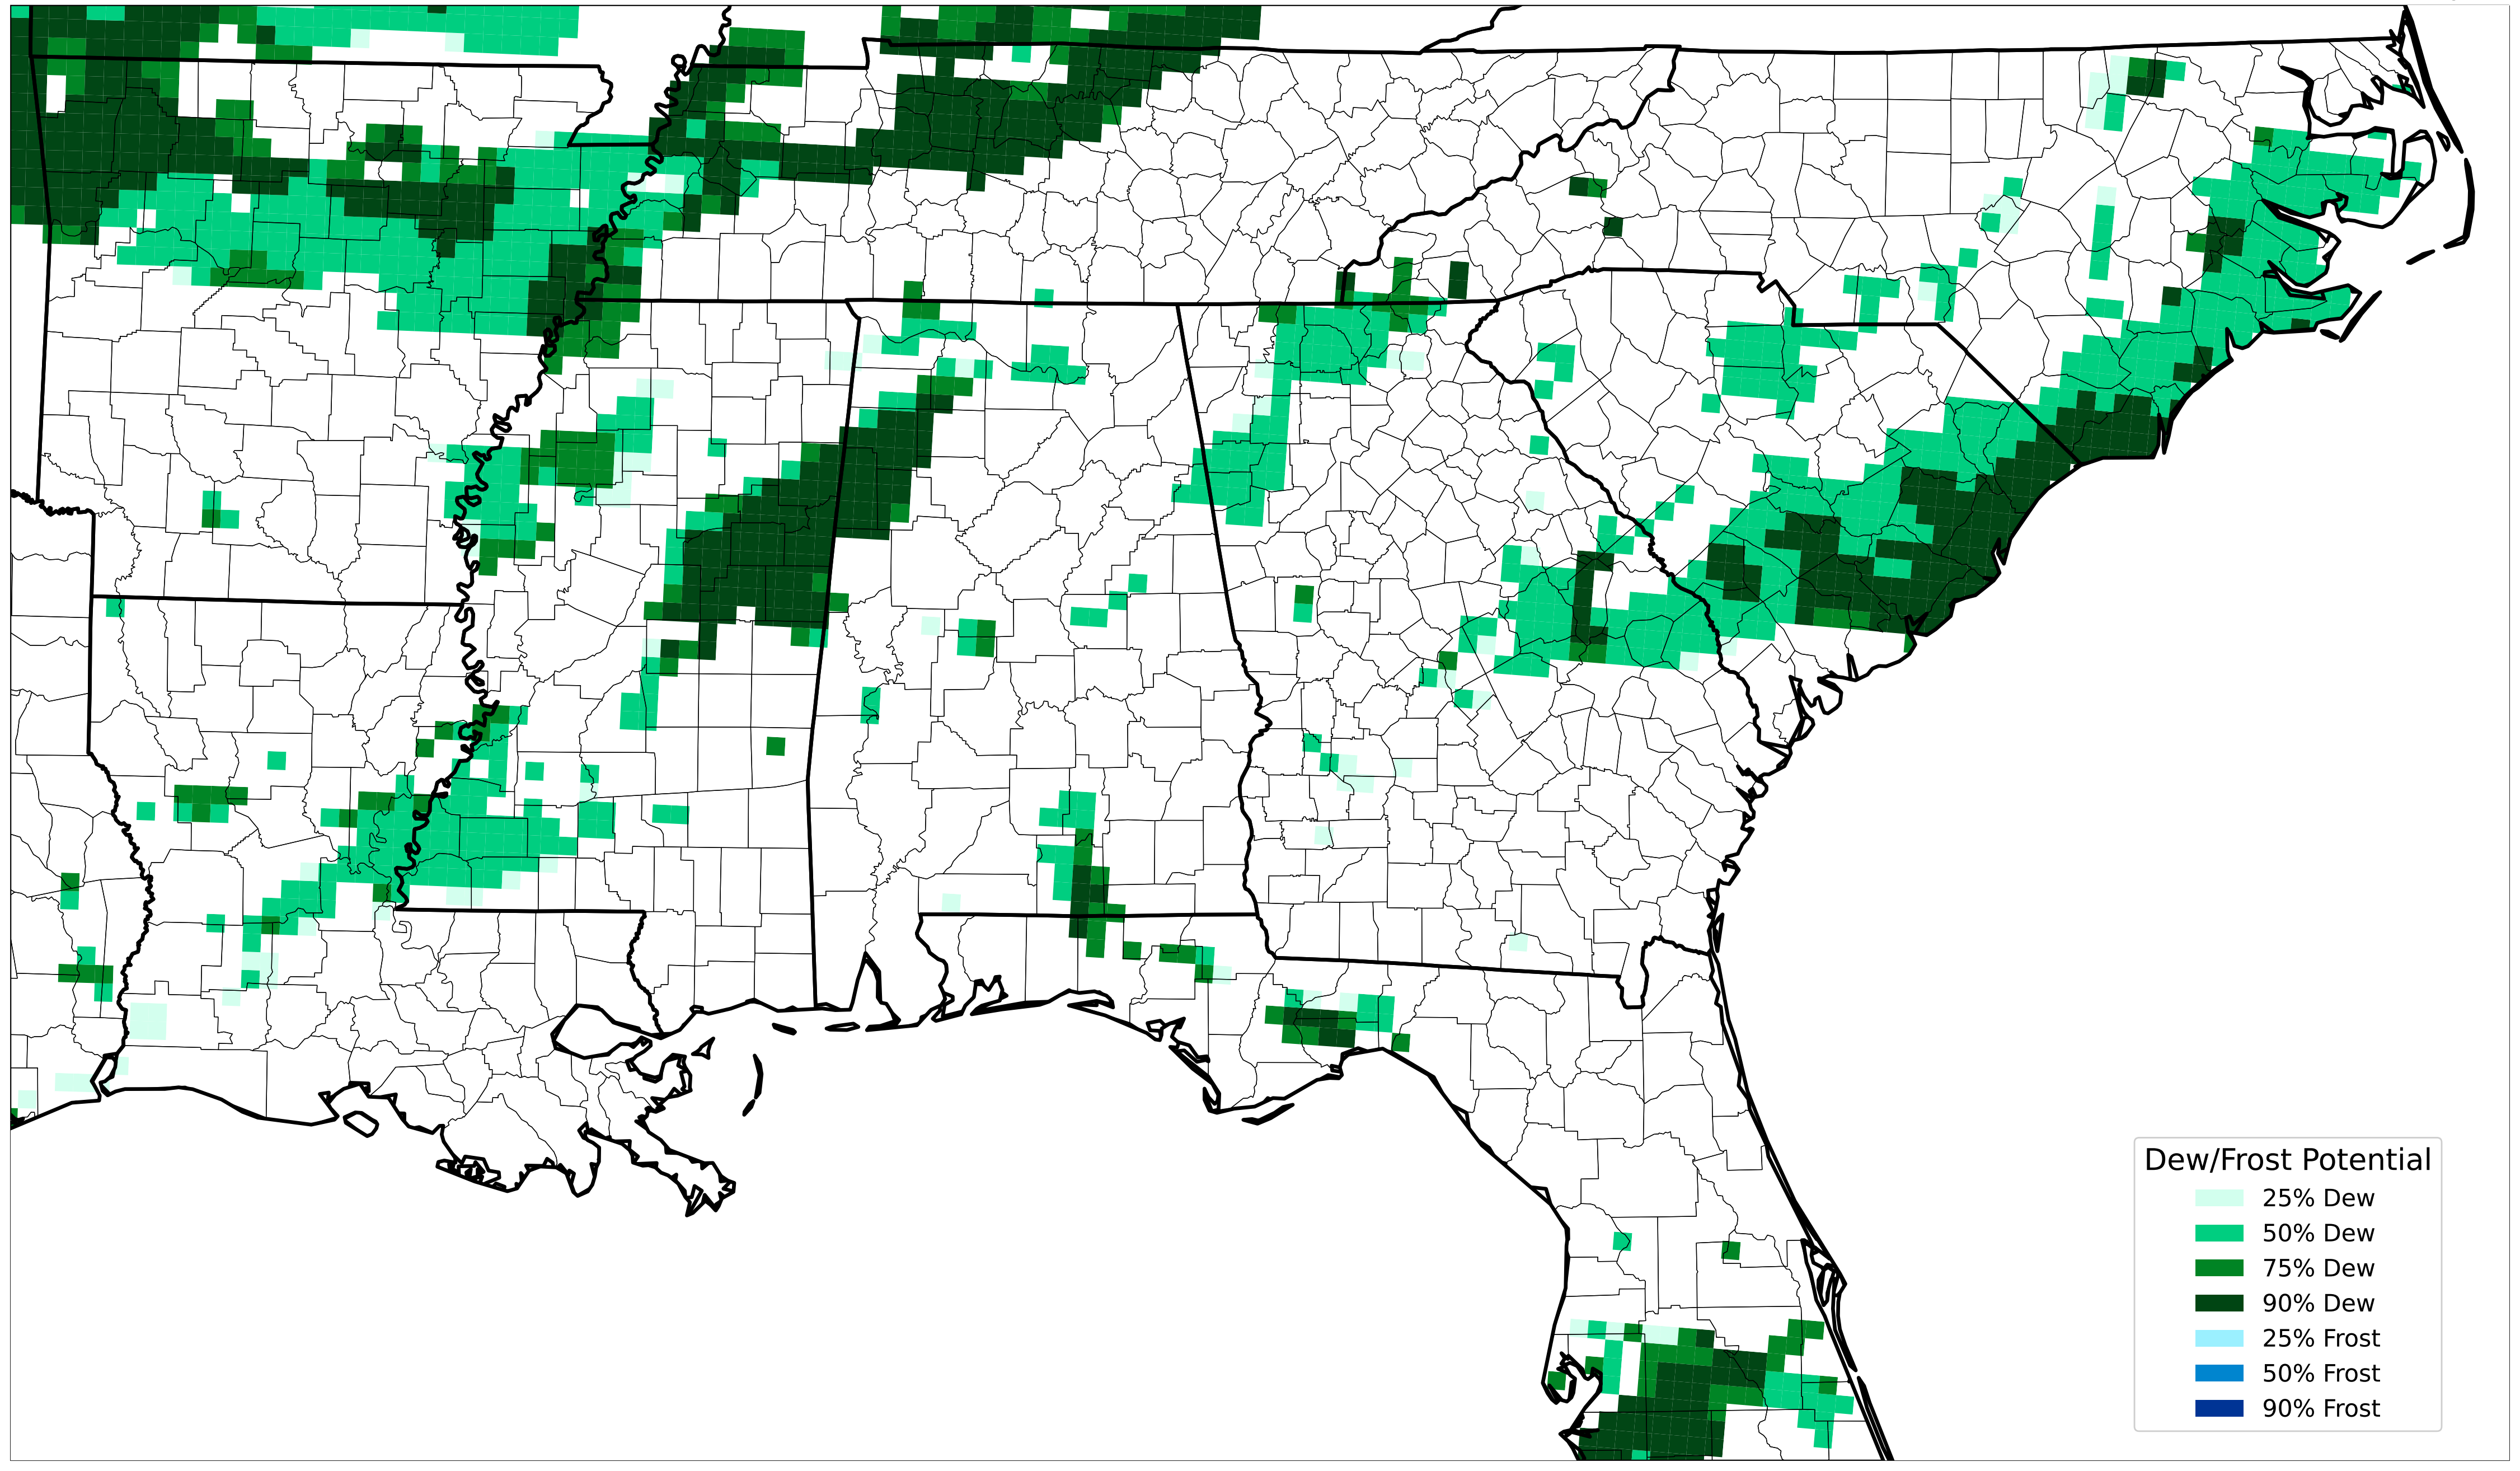 Dew/Frost Potential
25% Dew
50% Dew
75% Dew
90% Dew
25% Frost
50% Frost
90% Frost